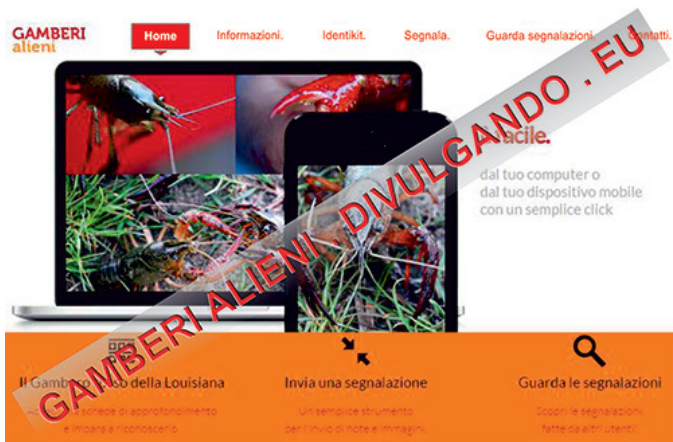 GAMBERI
alieni
Home
Informazioni.
Identikit.
Segnala.
Guarda segnalazioni.
Contatti.
facile.
dal tuo computer o
dal tuo dispositivo mobile
con un semplice click
GAMBERI ALIENI. DIVULGANDO . EU
Il Gambero rosso della Louisiana
schede di approfondimento
e impara a riconoscerlo.
Invia una segnalazione
Un semplice strumento
per l'invio di note e immagini.
Guarda le segnalazioni
Scopri le segnalazioni
fatte da altri utenti!